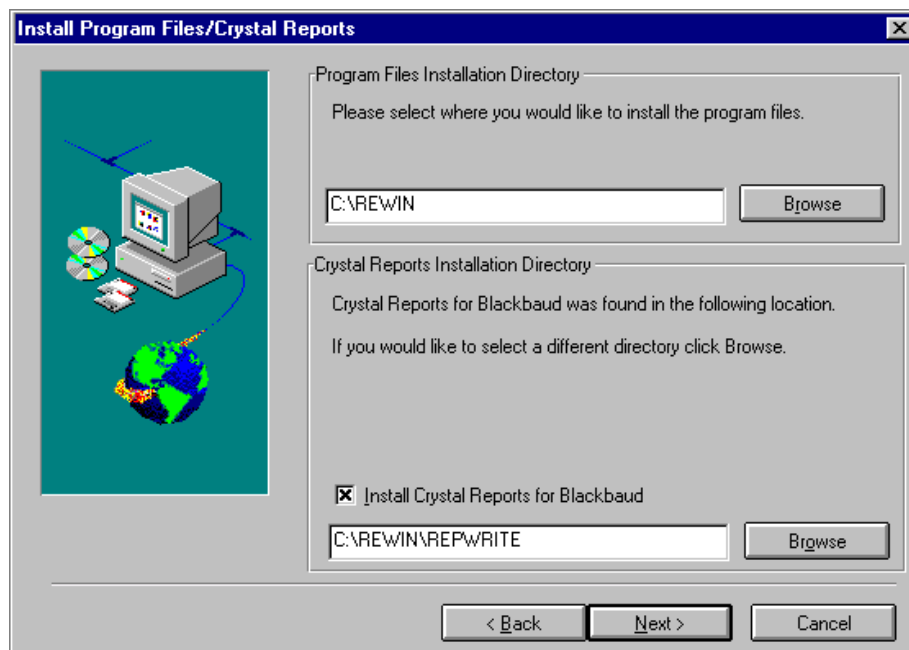 Install Program Files/Crystal Reports
Program Files Installation Directory
Please select where you would like to install the program files.
C:\REWIN
Browse
Crystal Reports Installation Directory
Crystal Reports for Blackbaud was found in the following location.
If you would like to select a different directory click Browse.
Install Crystal Reports for Blackbaud
C:\REWIN\REPWRITE
Browse
< Back
Next >
Cancel